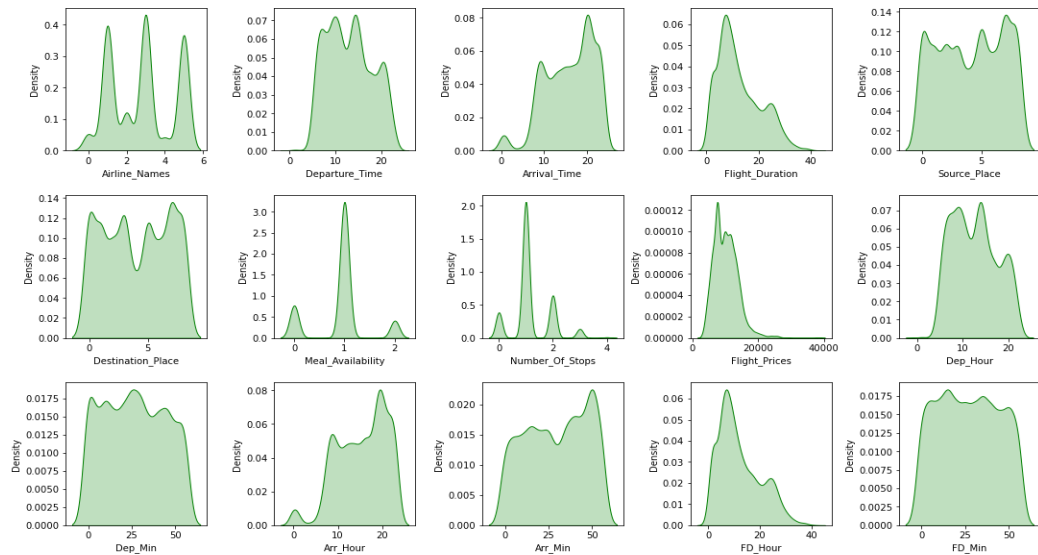 0.4
0.3
0.2
0.1
0.0
Density
0 2 4 6
Airline_Names
0.07
0.06
0.05
0.04
0.03
0.02
0.01
0.00
Density
0 10 20
Departure_Time
0.08
0.06
0.04
0.02
0.00
Density
0 10 20
Arrival_Time
0.06
0.05
0.04
0.03
0.02
0.01
0.00
Density
0 20 40
Flight_Duration
0.14
0.12
0.10
0.08
0.06
0.04
0.02
0.00
Density
0 5
Source_Place
0.14
0.12
0.10
0.08
0.06
0.04
0.02
0.00
Density
0 5
Destination_Place
3.0
2.5
2.0
1.5
1.0
0.5
0.0
Density
0 1 2
Meal_Availability
2.0
1.5
1.0
0.5
0.0
Density
0 2 4
Number_Of_Stops
0.00012
0.00010
0.00008
0.00006
0.00004
0.00002
0.00000
Density
0 20000 40000
Flight_Prices
0.07
0.06
0.05
0.04
0.03
0.02
0.01
0.00
Density
0 10 20
Dep_Hour
0.0175
0.0150
0.0125
0.0100
0.0075
0.0050
0.0025
0.0000
Density
0 50
Dep_Min
0.08
0.06
0.04
0.02
0.00
Density
0 10 20
Arr_Hour
0.020
0.015
0.010
0.005
0.000
Density
0 50
Arr_Min
0.06
0.05
0.04
0.03
0.02
0.01
0.00
Density
0 20 40
FD_Hour
0.0175
0.0150
0.0125
0.0100
0.0075
0.0050
0.0025
0.0000
Density
0 50
FD_Min